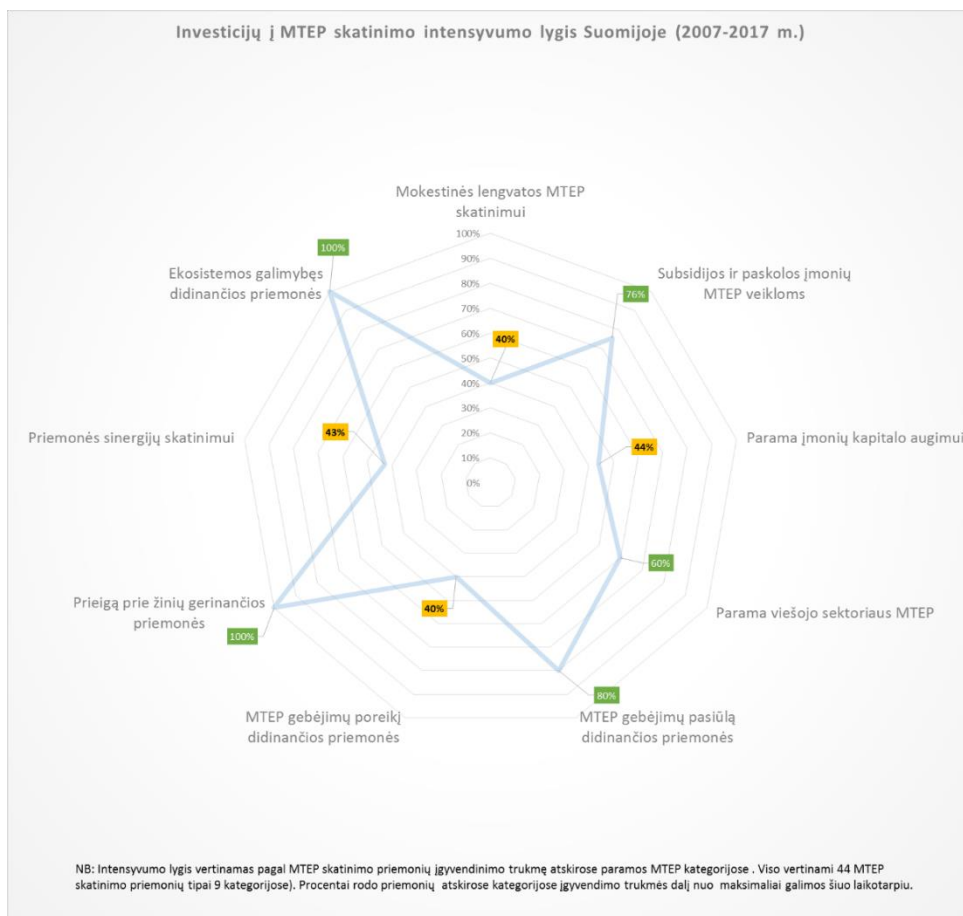 Investicijų į MTEP skatinimo intensyvumo lygis Suomijoje (2007-2017 m.)
Mokestinės lengvatos MTEP
skatinimui
100%
90%
80%
70%
60%
50%
40%
30%
20%
10%
0%
40%
Subsidijos ir paskolos įmonių
MTEP veikloms
76%
Parama įmonių kapitalo augimui
44%
Parama viešojo sektoriaus MTEP
60%
MTEP gebėjimų pasiūlą
didinančios priemonės
80%
MTEP gebėjimų poreikį
didinančios priemonės
40%
Prieigą prie žinių gerinančios
priemonės
100%
Priemonės sinergijų skatinimui
43%
Ekosistemos galimybęs
didinančios priemonės
100%
NB: Intensyvumo lygis vertinamas pagal MTEP skatinimo priemonių įgyvendinimo trukmę atskirose paramos MTEP kategorijose . Viso vertinami 44 MTEP
skatinimo priemonių tipai 9 kategorijose). Procentai rodo priemonių atskirose kategorijose įgyvendimo trukmės dalį nuo maksimaliai galimos šiuo laikotarpiu.